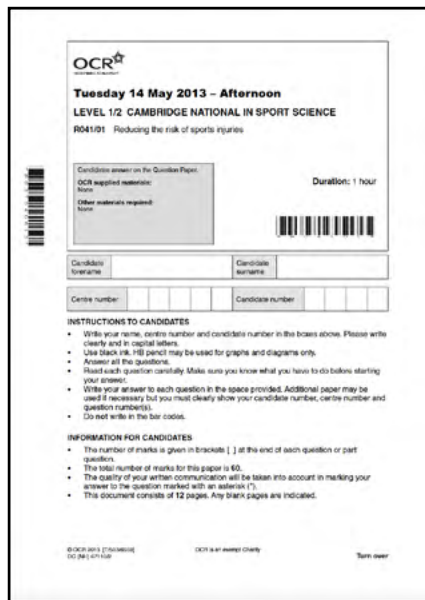 OCR
Tuesday 14 May 2013 – Afternoon
LEVEL 1/2 CAMBRIDGE NATIONAL IN SPORT SCIENCE
R041/01 Reducing the risk of sports injuries
Candidates answer on the Question Paper.
OCR supplied materials:
None
Other materials required:
None
Duration: 1 hour
Candidate
forename
Candidate
surname
Centre number
Candidate number
INSTRUCTIONS TO CANDIDATES
• Write your name, centre number and candidate number in the boxes above. Please write
clearly and in capital letters.
• Use black ink. HB pencil may be used for graphs and diagrams only.
• Answer all the questions.
• Read each question carefully. Make sure you know what you have to do before starting
your answer.
• Write your answer to each question in the space provided. Additional paper may be
used if necessary but you must clearly show your candidate number, centre number and
question number(s).
• Do not write in the bar codes.
INFORMATION FOR CANDIDATES
• The number of marks is given in brackets [ ] at the end of each question or part
question.
• The total number of marks for this paper is 60.
• The quality of your written communication will be taken into account in marking your
answer to the question marked with an asterisk (*).
• This document consists of 12 pages. Any blank pages are indicated.
© OCR 2013
OCR is an exempt Charity
Turn over